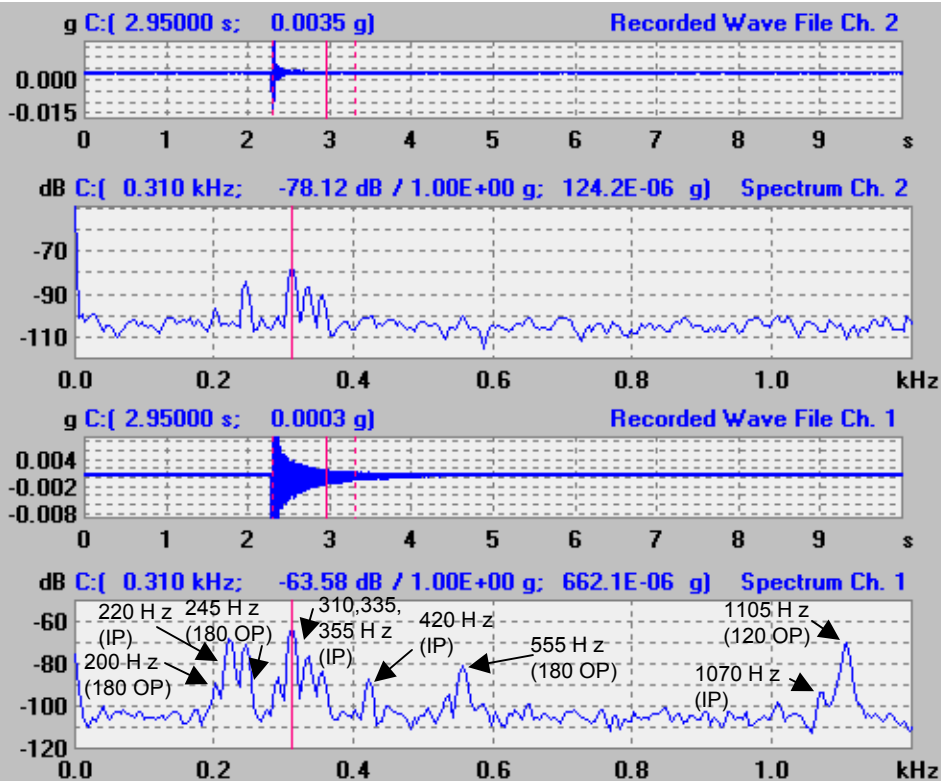 g C:( 2.95000 s; 0.0035 g) Recorded Wave File Ch. 2
0.000
-0.015
0 1 2 3 4 5 6 7 8 9 s
dB C:( 0.310 kHz; -78.12 dB / 1.00E+00 g; 124.2E-06 g) Spectrum Ch. 2
-70
-90
-110
0.0 0.2 0.4 0.6 0.8 1.0 kHz
g C:( 2.95000 s; 0.0003 g) Recorded Wave File Ch. 1
0.004
-0.002
-0.008
0 1 2 3 4 5 6 7 8 9 s
dB C:( 0.310 kHz; -63.58 dB / 1.00E+00 g; 662.1E-06 g) Spectrum Ch. 1
-60
-80
-100
-120
220 Hz
(IP)
200 Hz
(180 OP)
245 Hz
(180 OP)
310,335,
355 Hz
(IP)
420 Hz
(IP)
555 Hz
(180 OP)
1105 Hz
(120 OP)
1070 Hz
(IP)
0.0 0.2 0.4 0.6 0.8 1.0 kHz